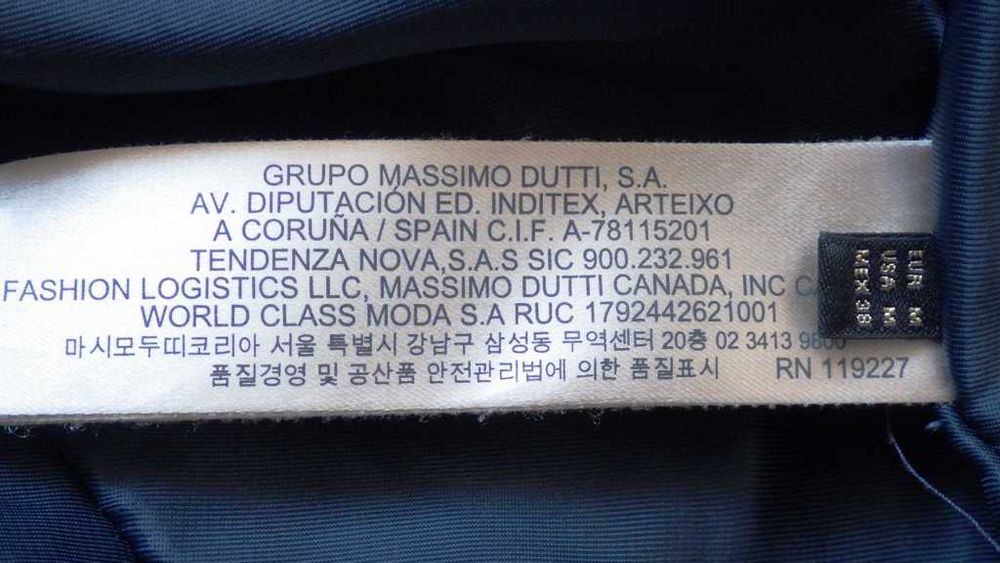 GRUPO MASSIMO DUTTI, S.A.
AV. DIPUTACIÓN ED. INDITEX, ARTEIXO
A CORUÑA / SPAIN C.I.F. A-78115201
TENDENZA NOVA,S.A.S SIC 900.232.961
FASHION LOGISTICS LLC, MASSIMO DUTTI CANADA, INC
WORLD CLASS MODA S.A RUC 1792442621001
마시모두띠코리아 서울 특별시 강남구 삼성동 무역센터 20층 02 3413 9800
품질경영 및 공산품 안전관리법에 의한 품질표시 RN 119227
EUR M
USA M
MEX 38